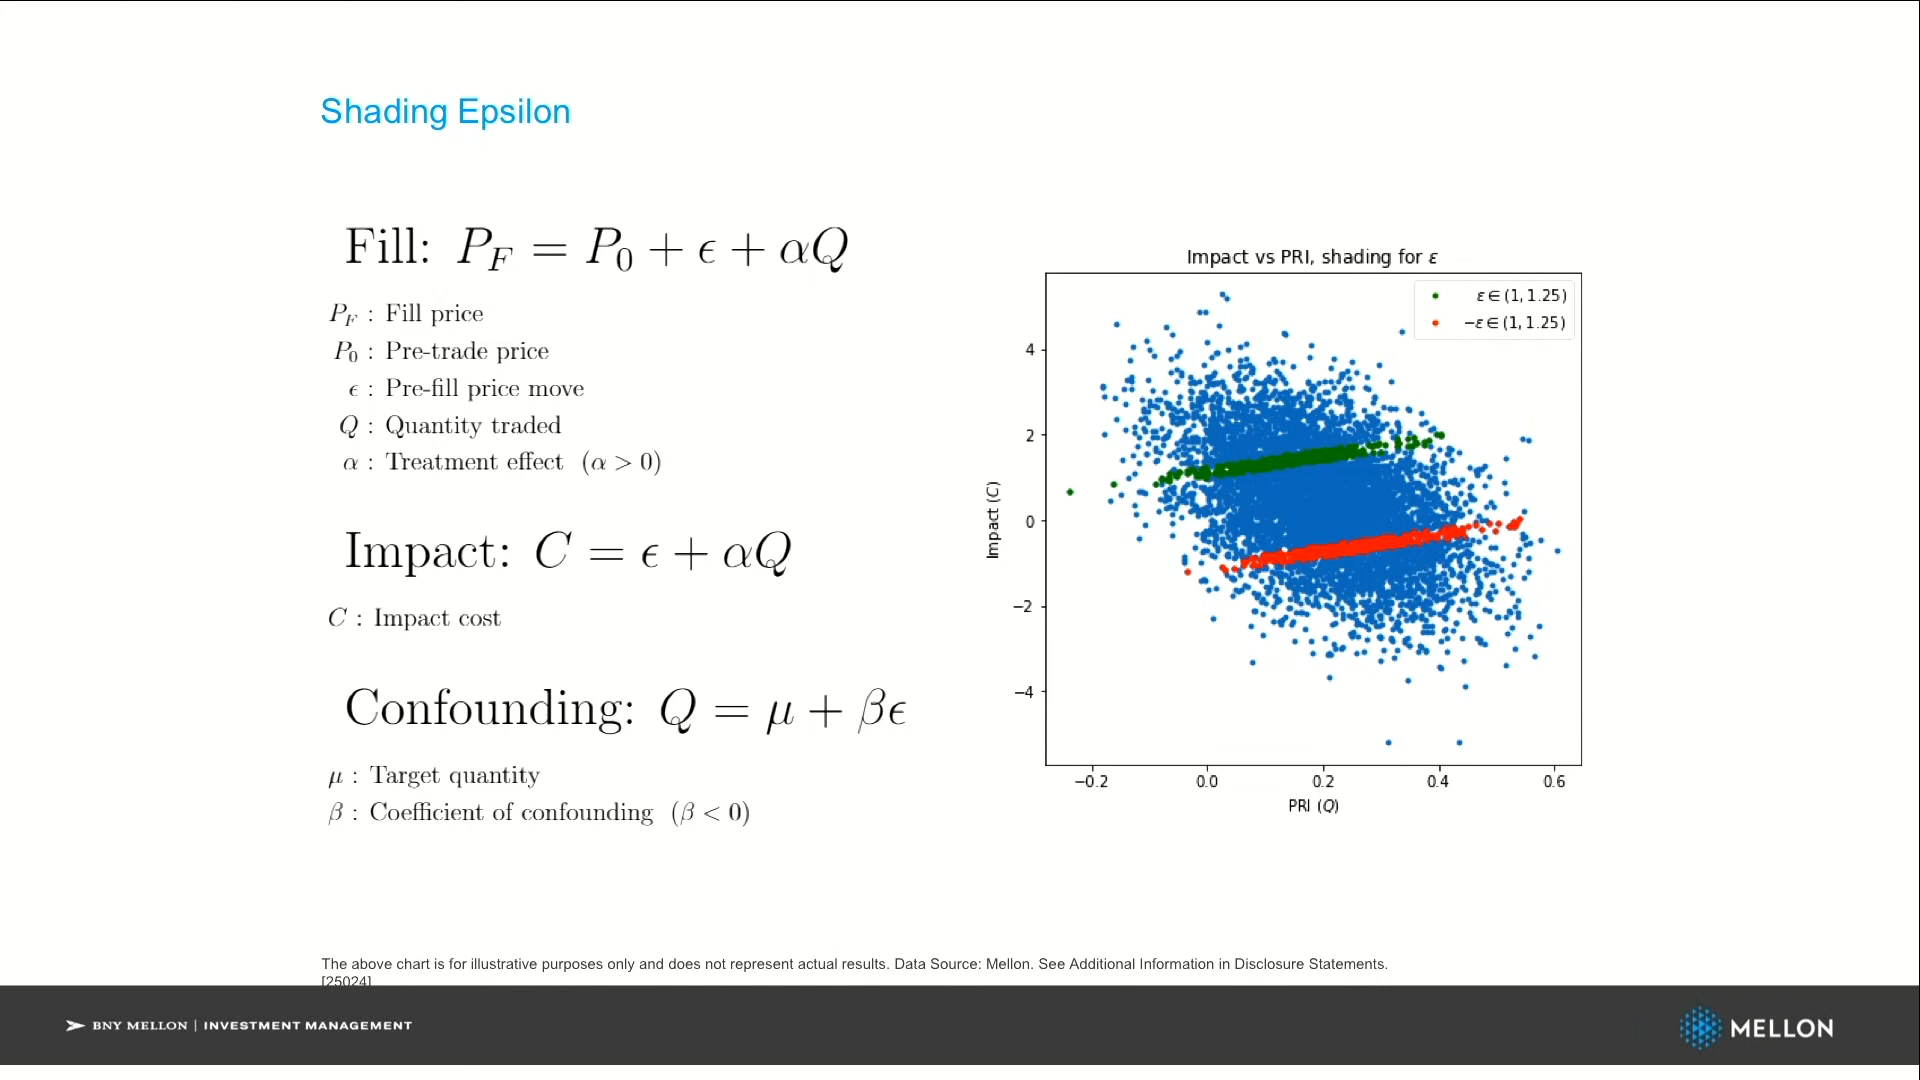 Shading Epsilon
Fill: P_F = P_0 + ϵ + αQ
P_F : Fill price
P_0 : Pre-trade price
ϵ : Pre-fill price move
Q : Quantity traded
α : Treatment effect (α > 0)
Impact: C = ϵ + αQ
C : Impact cost
Confounding: Q = μ + βϵ
μ : Target quantity
β : Coefficient of confounding (β < 0)
Impact vs PRI, shading for ε
ε ∈ (1, 1.25)
−ε ∈ (1, 1.25)
Impact (C)
4
2
0
−2
−4
−0.2 0.0 0.2 0.4 0.6
PRI (Q)
The above chart is for illustrative purposes only and does not represent actual results. Data Source: Mellon. See Additional Information in Disclosure Statements.
[25024]
BNY MELLON | INVESTMENT MANAGEMENT
MELLON